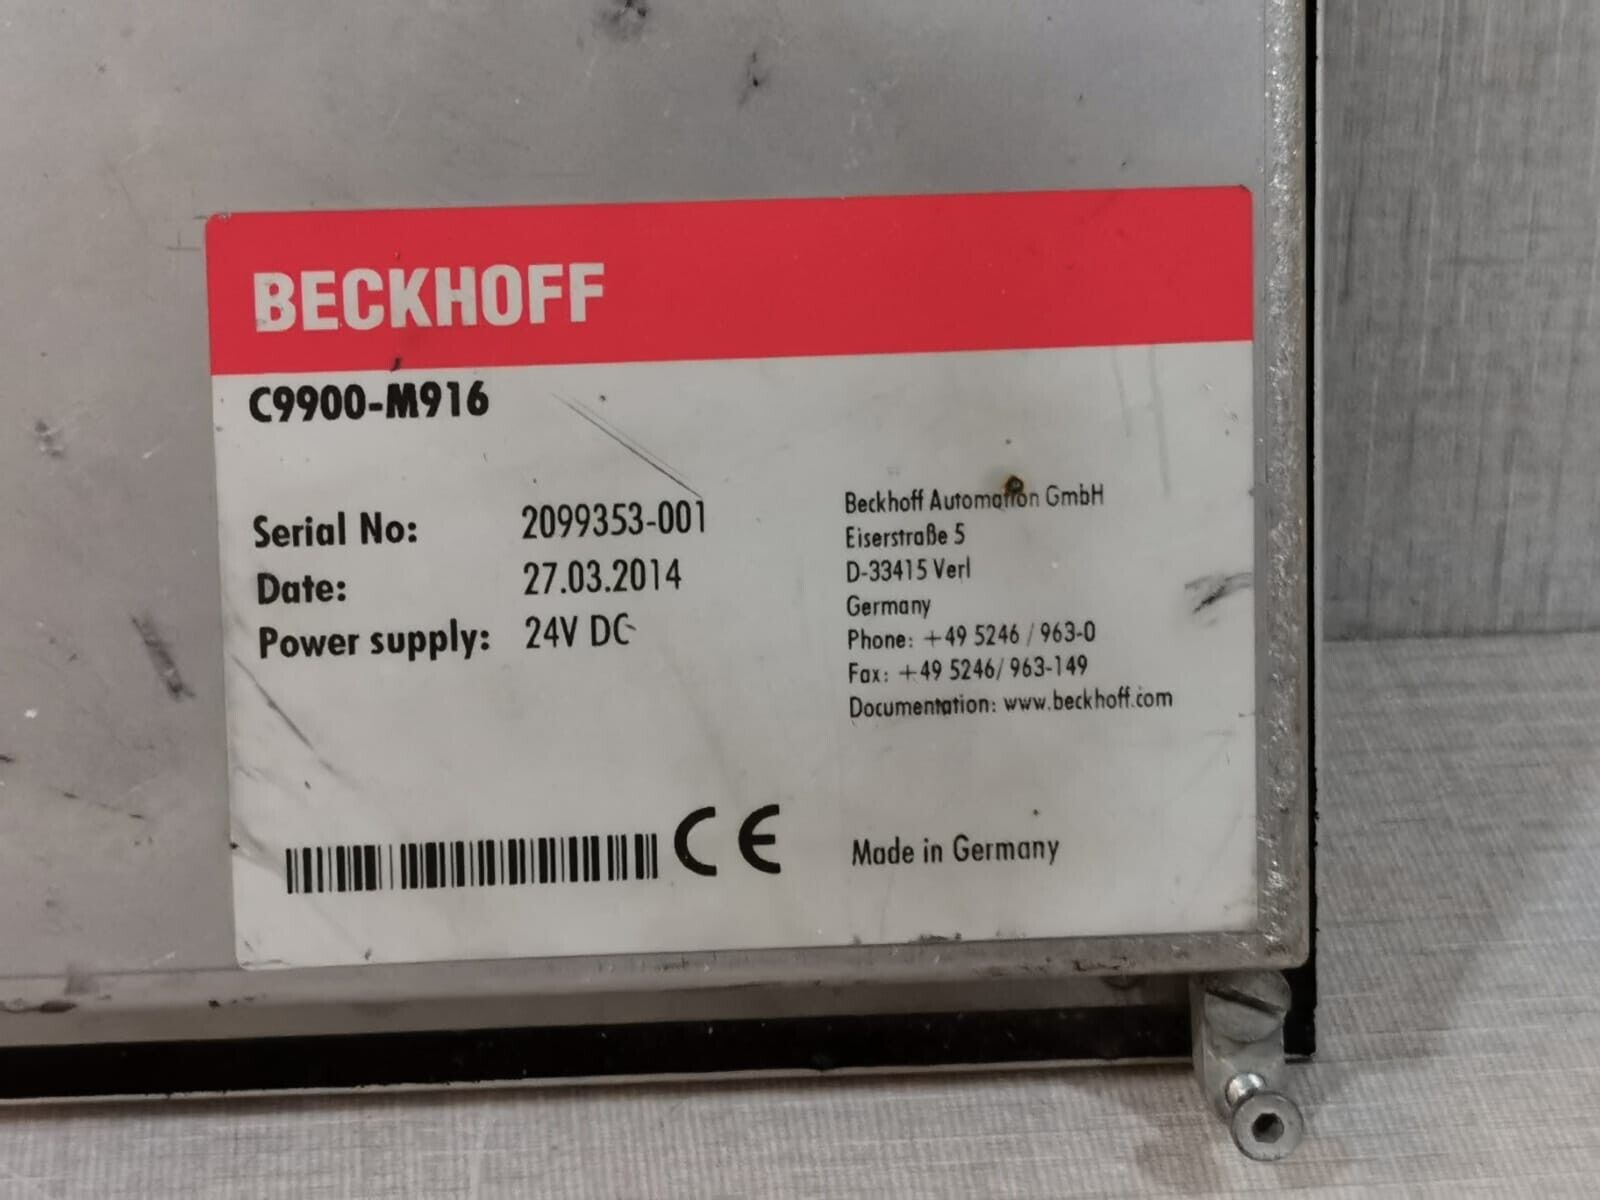 BECKHOFF
C9900-M916
Serial No: 2099353-001
Date: 27.03.2014
Power supply: 24V DC
Beckhoff Automation GmbH
Eiserstraße 5
D-33415 Verl
Germany
Phone: +49 5246 / 963-0
Fax: +49 5246/ 963-149
Documentation: www.beckhoff.com
CE
Made in Germany